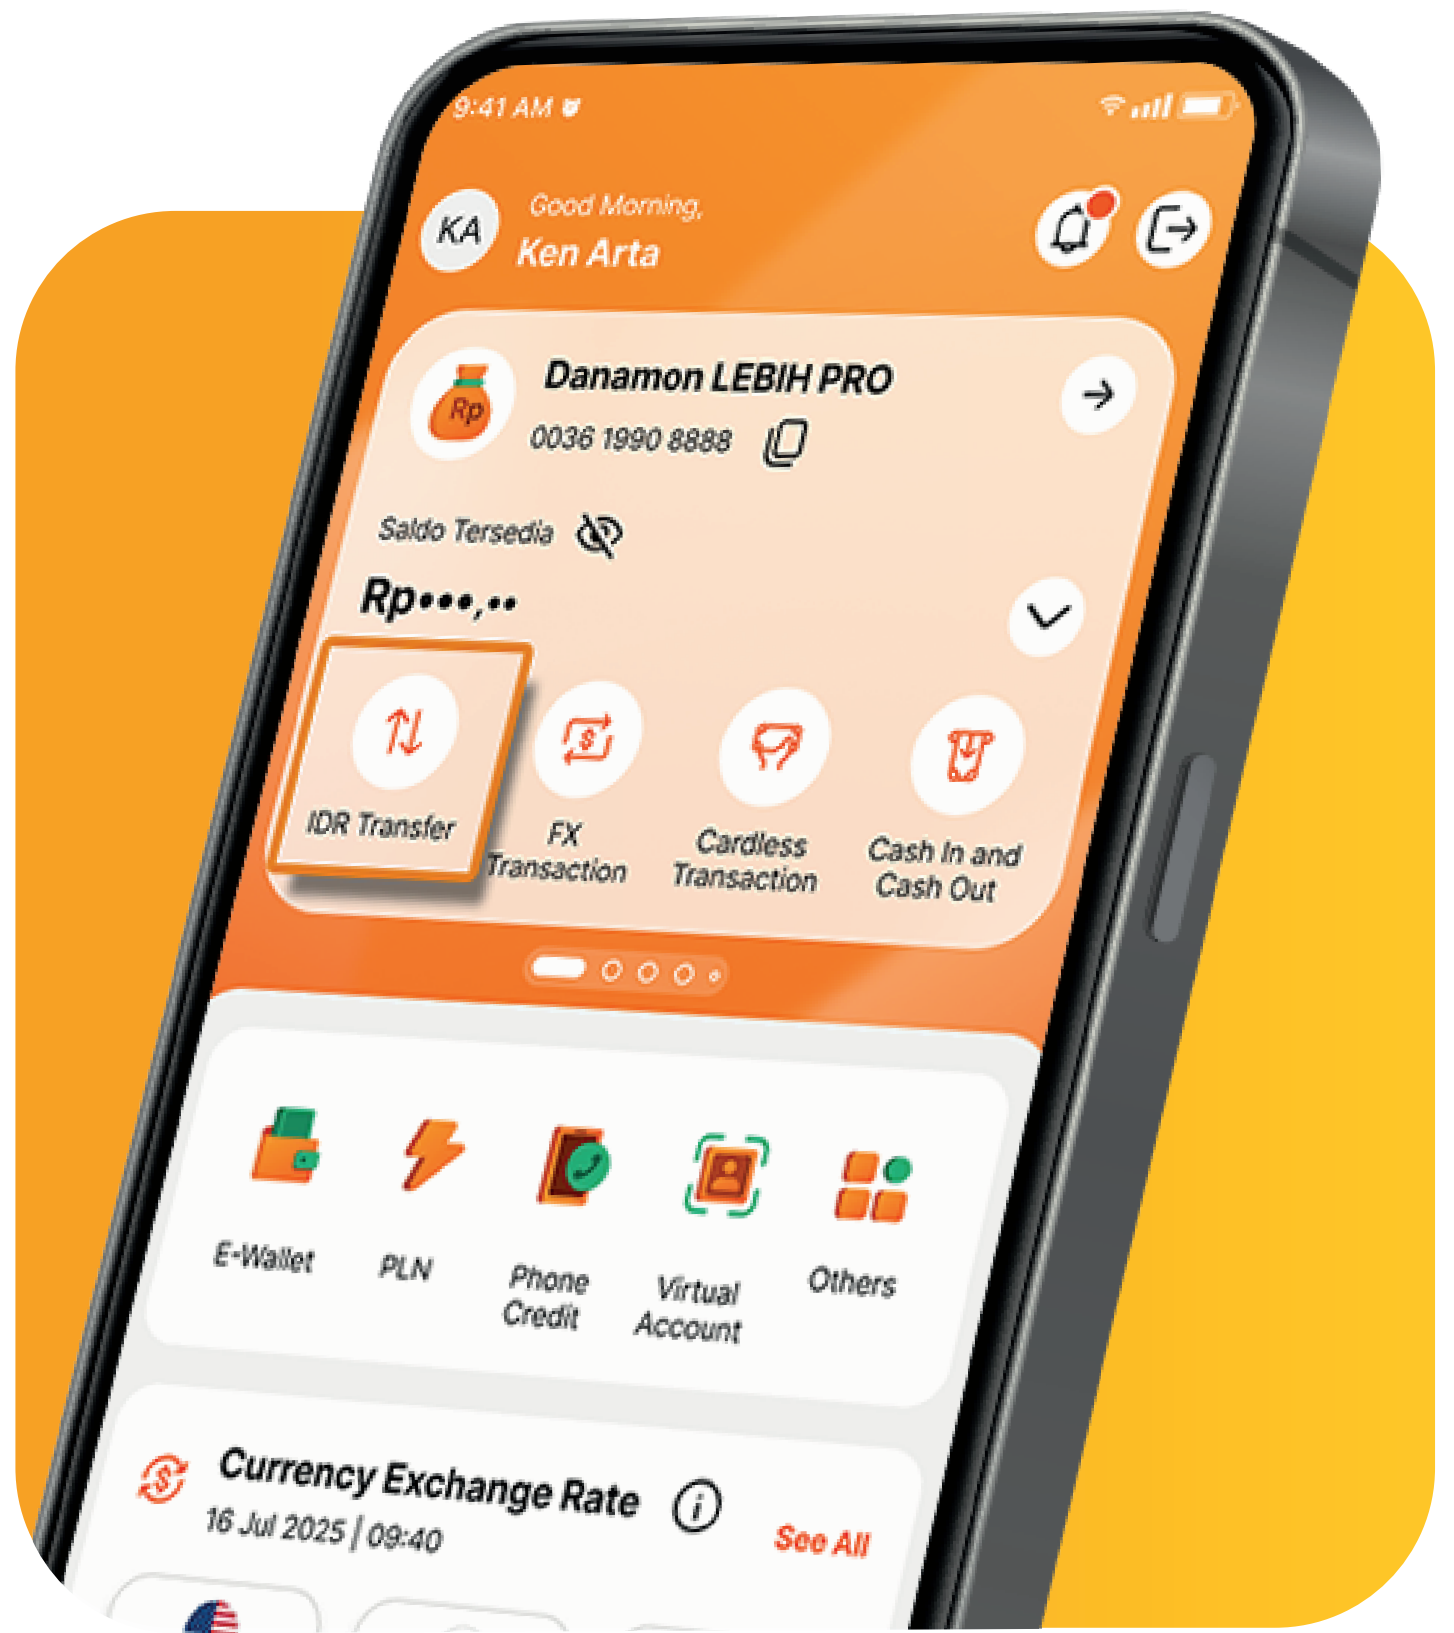 9:41 AM
KA
Good Morning,
Ken Arta
Danamon LEBIH PRO
Rp
0036 1990 8888
Saldo Tersedia
Rp•••,••
IDR Transfer
FX
Transaction
Cardless
Transaction
Cash In and
Cash Out
E-Wallet
PLN
Phone
Credit
Virtual
Account
Others
Currency Exchange Rate
16 Jul 2025 | 09:40
See All